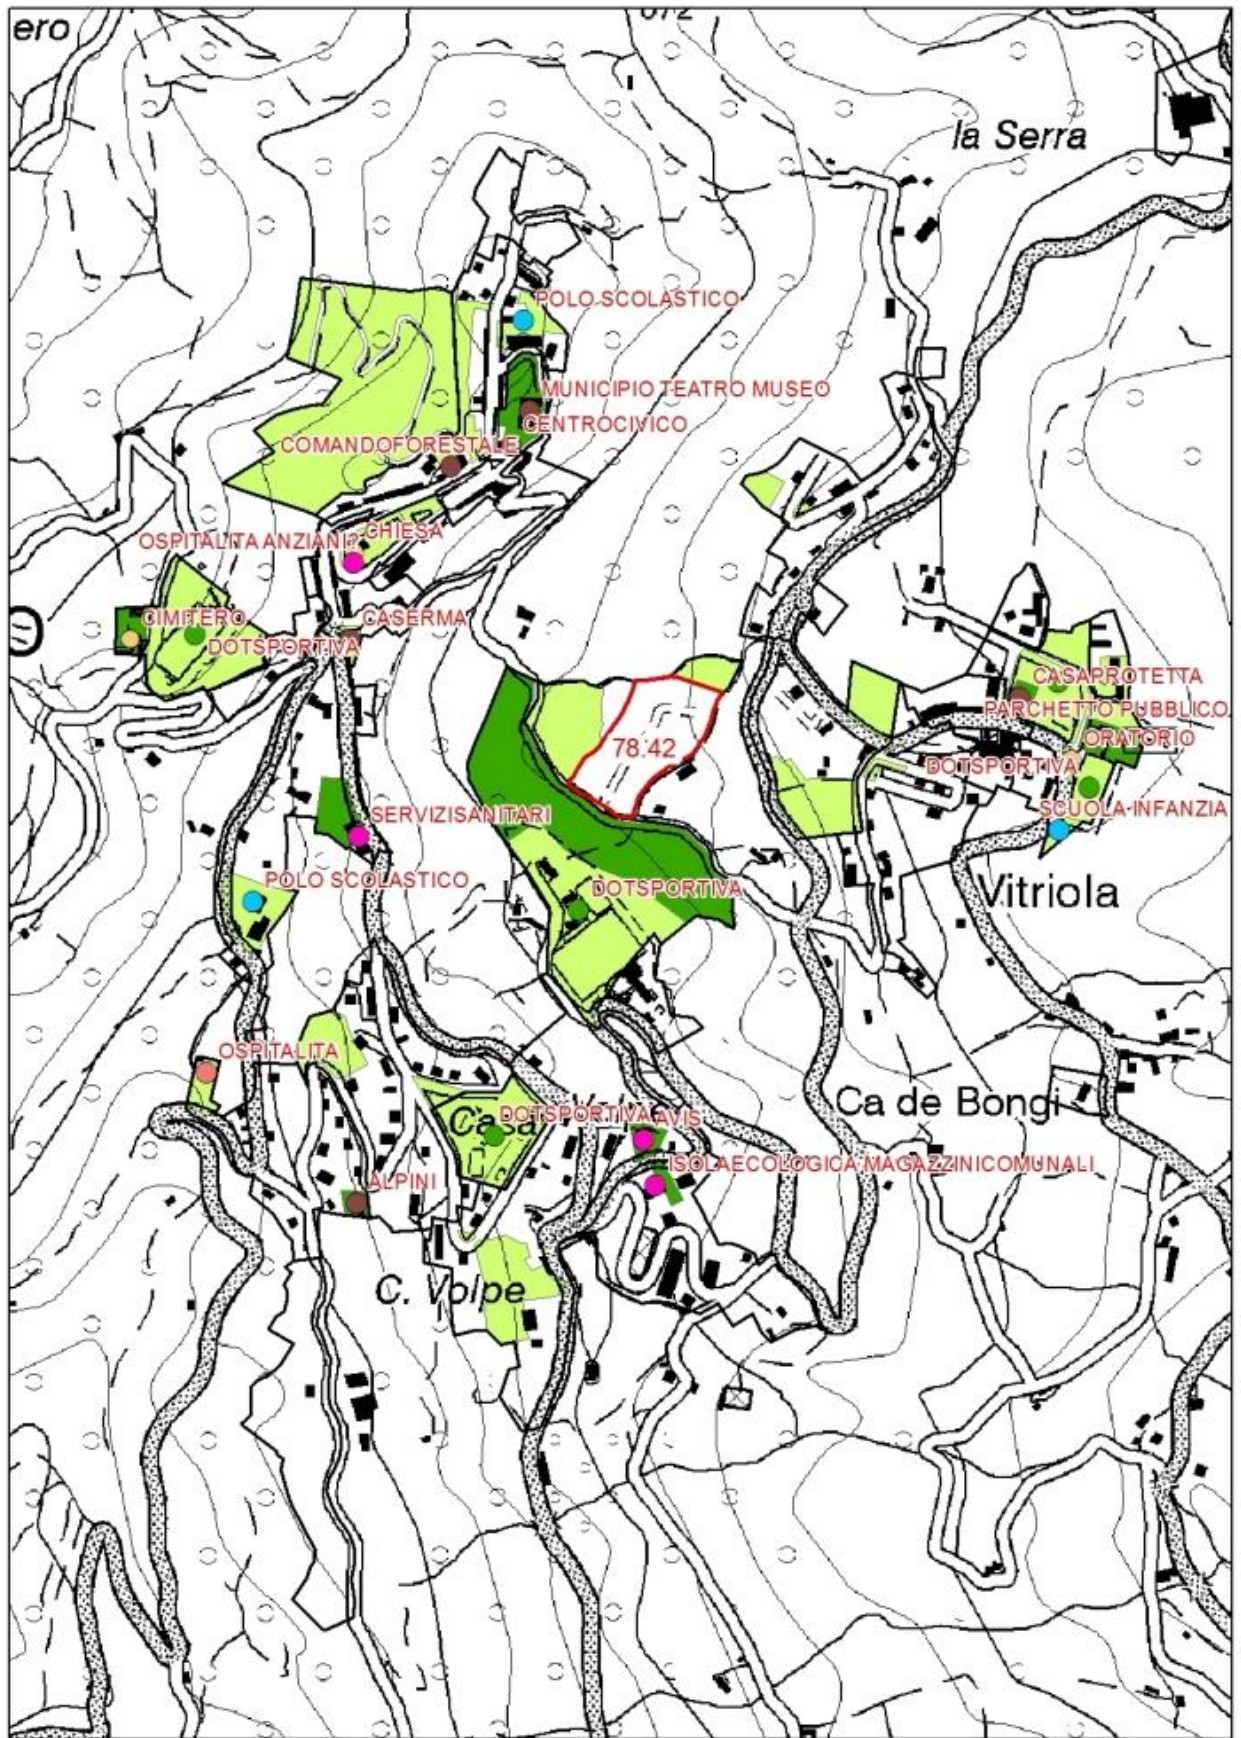 ero
672
la Serra
POLO SCOLASTICO
MUNICIPIO TEATRO MUSEO
CENTROCIVICO
COMANDOFORESTALE
CHIESA
OSPITALITA ANZIANI?
CIMITERO
CASERMA
DOTSPORTIVA
CASAPROTETTA
PARCHETTO PUBBLICO
ORATORIO
78.42
DOTSPORTIVA
SCUOLA INFANZIA
SERVIZISANITARI
POLO SCOLASTICO
DOTSPORTIVA
Vitriola
OSPITALITA
Ca de Bongi
Casa
DOTSPORTIVA
AVIS
ISOLAECOLOGICA MAGAZZINICOMUNALI
ALPINI
C. Volpe